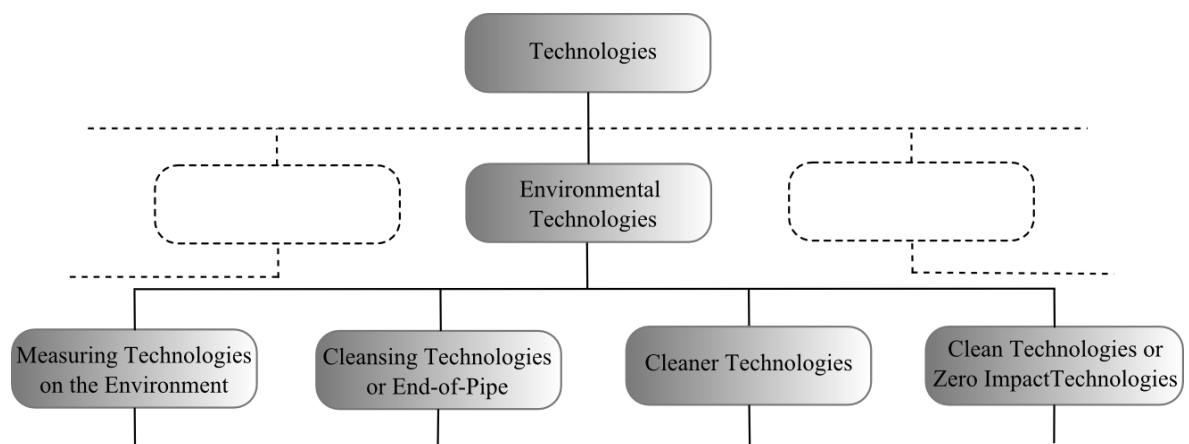 Technologies
Environmental
Technologies
Measuring Technologies
on the Environment
Cleansing Technologies
or End-of-Pipe
Cleaner Technologies
Clean Technologies or
Zero ImpactTechnologies